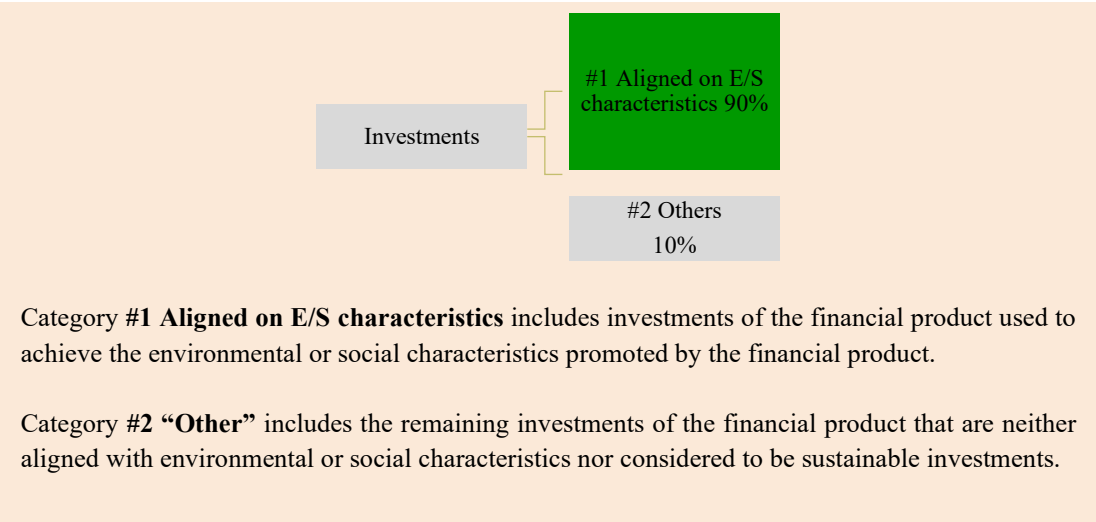 #1 Aligned on E/S
characteristics 90%
Investments
#2 Others
10%
Category #1 Aligned on E/S characteristics includes investments of the financial product used to
achieve the environmental or social characteristics promoted by the financial product.
Category #2 “Other” includes the remaining investments of the financial product that are neither
aligned with environmental or social characteristics nor considered to be sustainable investments.